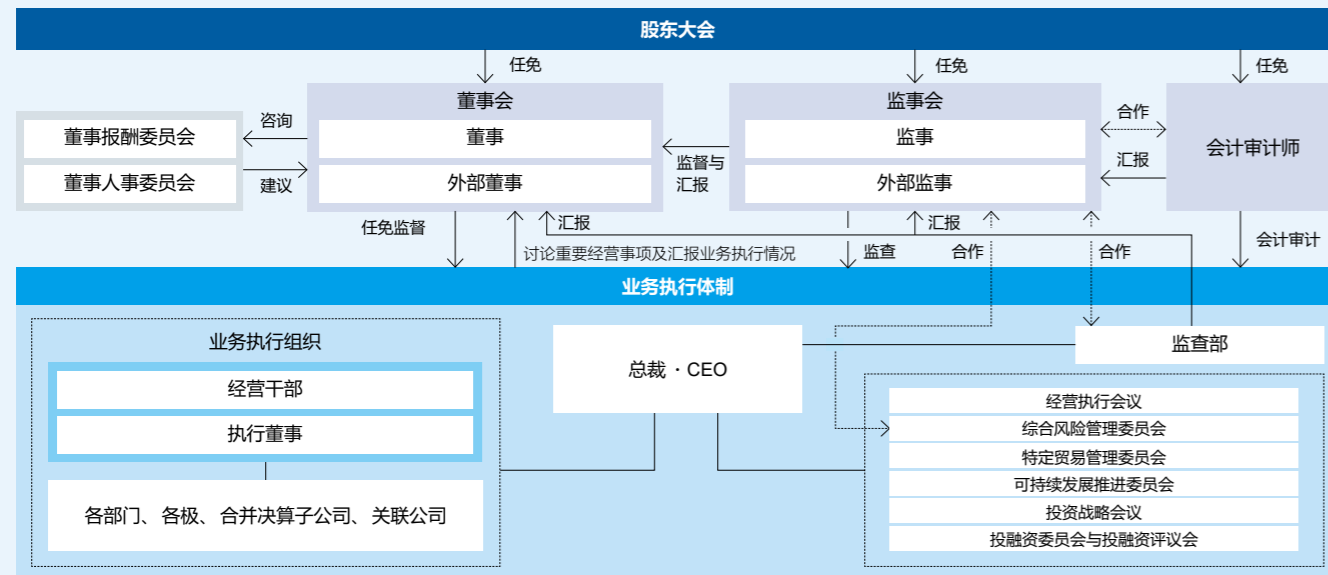 股东大会
任免
任免
任免
董事会
监事会
会计审计师
董事报酬委员会
董事人事委员会
咨询
建议
董事
外部董事
监督与
汇报
监事
外部监事
合作
汇报
任免监督
汇报
讨论重要经营事项及汇报业务执行情况
监查
汇报
合作
合作
会计审计
业务执行体制
业务执行组织
经营干部
执行董事
各部门、各极、合并决算子公司、关联公司
总裁 · CEO
监查部
经营执行会议
综合风险管理委员会
特定贸易管理委员会
可持续发展推进委员会
投资战略会议
投融资委员会与投融资评议会